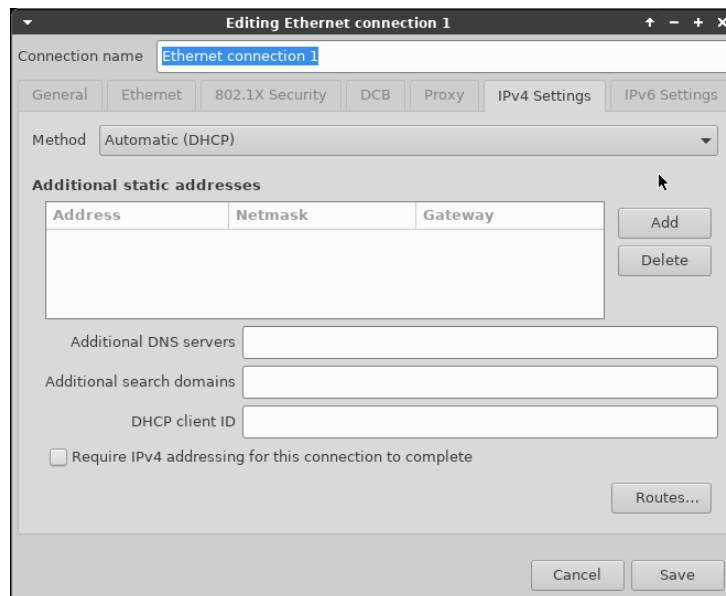 Editing Ethernet connection 1
Connection name Ethernet connection 1
General Ethernet 802.1X Security DCB Proxy IPv4 Settings IPv6 Settings
Method Automatic (DHCP)
Additional static addresses
Address Netmask Gateway
Add
Delete
Additional DNS servers
Additional search domains
DHCP client ID
Require IPv4 addressing for this connection to complete
Routes...
Cancel Save